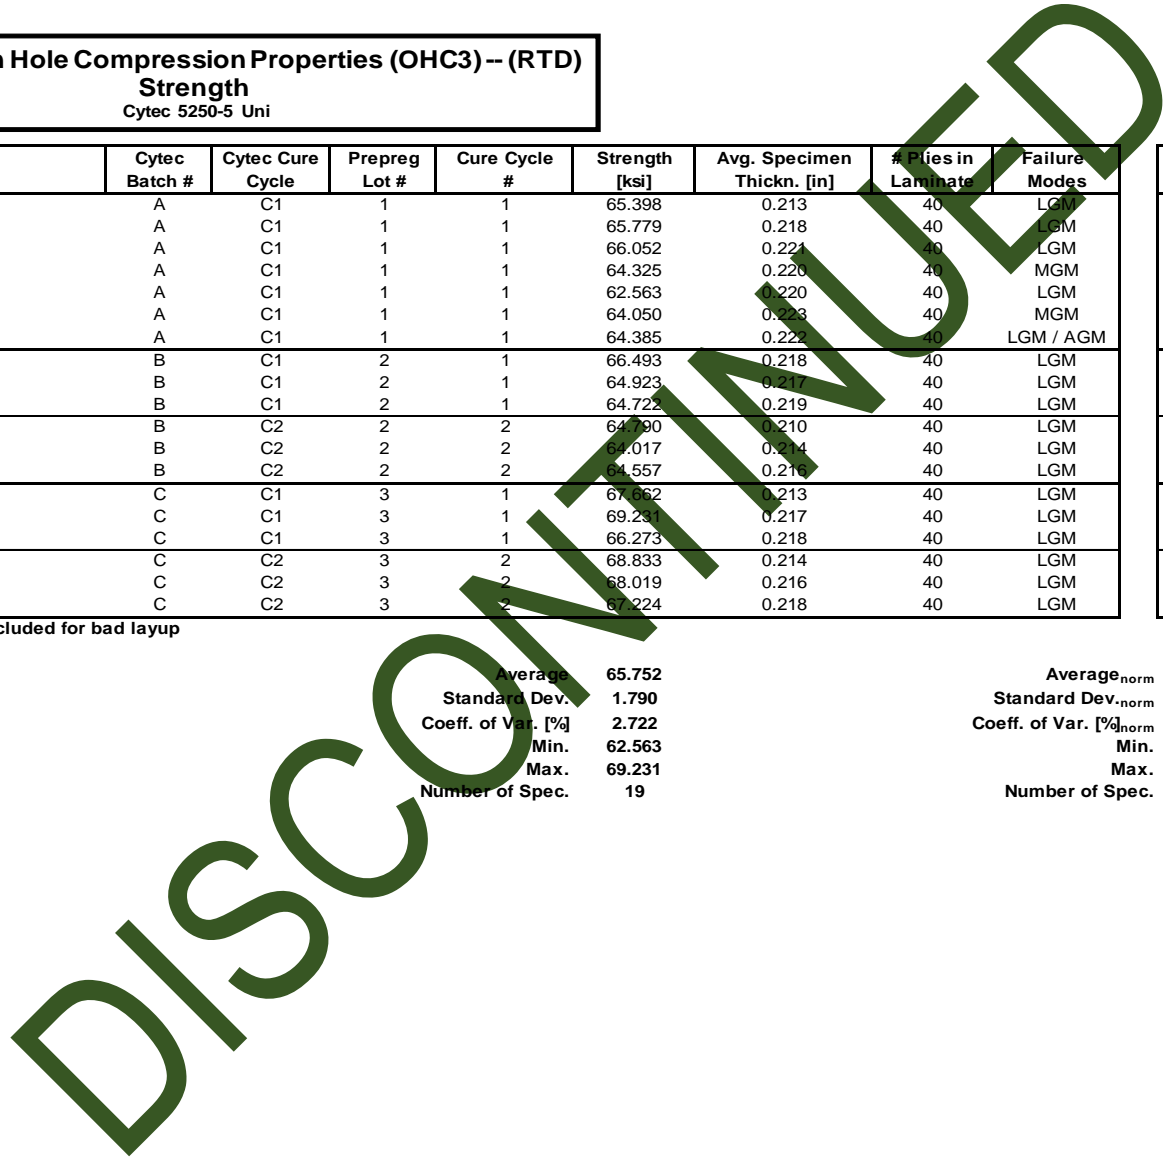 Hole Compression Properties (OHC3) -- (RTD)
Strength
Cytec 5250-5 Uni
Cytec Batch # Cytec Cure Cycle Prepreg Lot # Cure Cycle # Strength [ksi] Avg. Specimen Thickn. [in] # Plies in Laminate Failure Modes
A C1 1 1 65.398 0.213 40 LGM
A C1 1 1 65.779 0.218 40 LGM
A C1 1 1 66.052 0.221 40 LGM
A C1 1 1 64.325 0.220 40 MGM
A C1 1 1 62.563 0.220 40 LGM
A C1 1 1 64.050 0.223 40 MGM
A C1 1 1 64.385 0.222 40 LGM / AGM
B C1 2 1 66.493 0.218 40 LGM
B C1 2 1 64.923 0.217 40 LGM
B C1 2 1 64.722 0.219 40 LGM
B C2 2 2 64.790 0.210 40 LGM
B C2 2 2 64.017 0.214 40 LGM
B C2 2 2 64.557 0.216 40 LGM
C C1 3 1 67.662 0.213 40 LGM
C C1 3 1 69.231 0.217 40 LGM
C C1 3 1 66.273 0.218 40 LGM
C C2 3 2 68.833 0.214 40 LGM
C C2 3 2 68.019 0.216 40 LGM
C C2 3 2 67.224 0.218 40 LGM
cluded for bad layup
Average 65.752 Averagenorm
Standard Dev. 1.790 Standard Dev.norm
Coeff. of Var. [%] 2.722 Coeff. of Var. [%]norm
Min. 62.563 Min.
Max. 69.231 Max.
Number of Spec. 19 Number of Spec.
DISCONTINUED